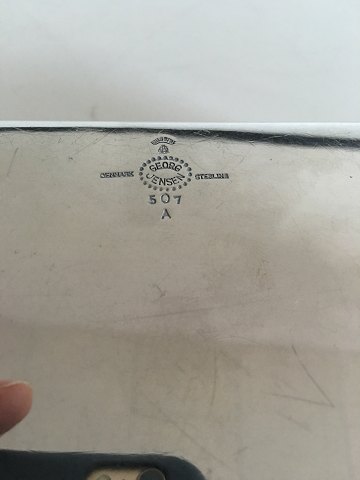 GEORG
DENMARK JENSEN STERLING
507
A